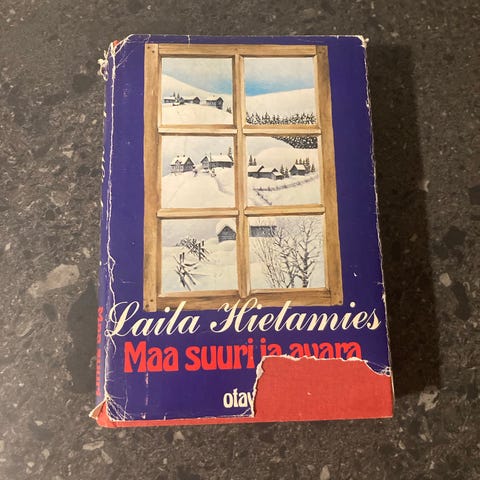 Laila Hietamies
Maa suuri ja avara
otav